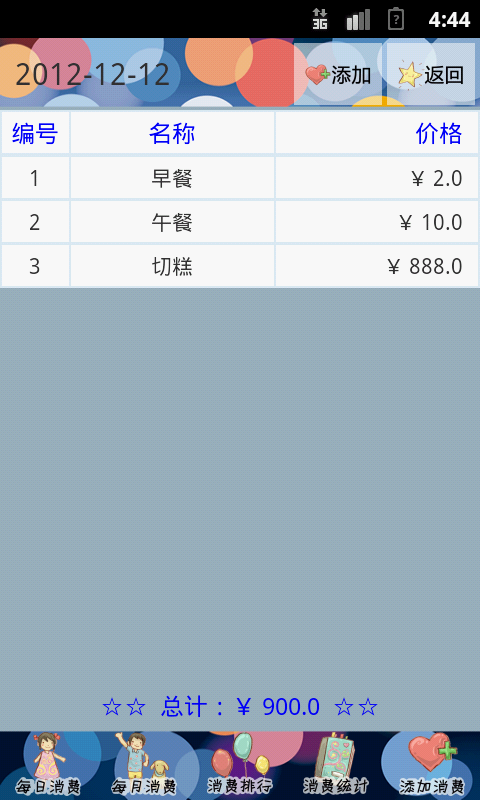 3G ? 4:44
2012-12-12 添加 返回
编号 名称 价格
1 早餐 ￥ 2.0
2 午餐 ￥ 10.0
3 切糕 ￥ 888.0
☆☆ 总计：￥ 900.0 ☆☆
每日消费 每月消费 消费排行 消费统计 添加消费